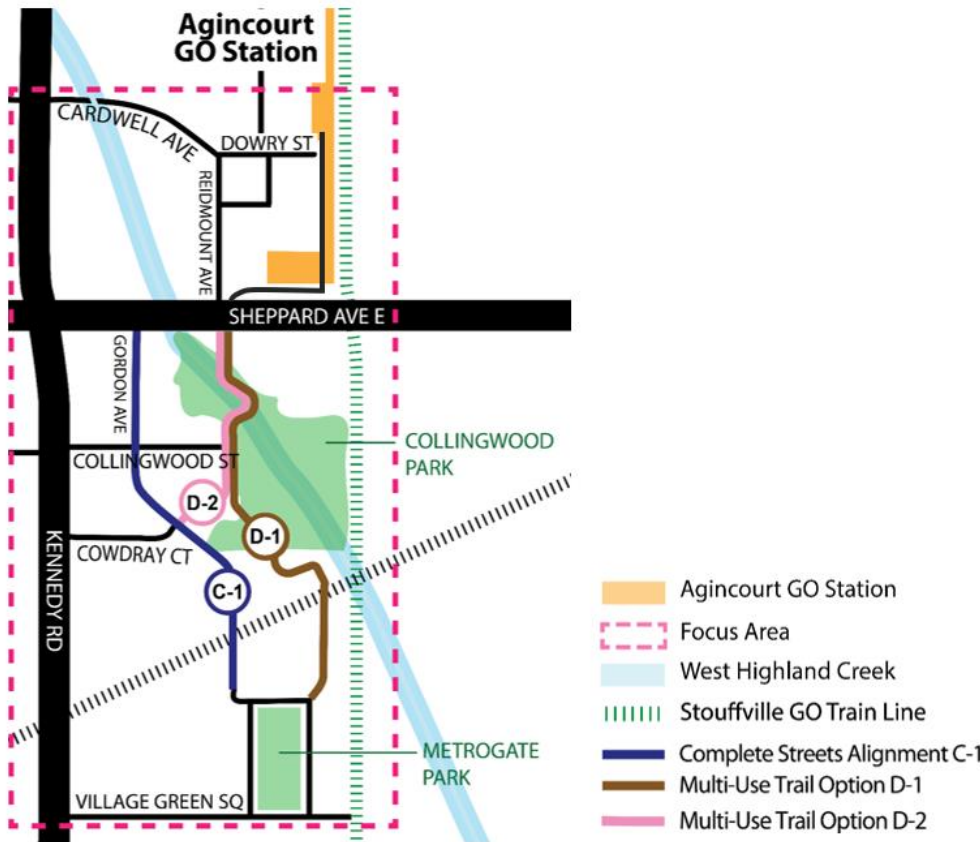 Agincourt
GO Station
CARDWELL AVE
DOWRY ST
REIDMOUNT AVE
SHEPPARD AVE E
GORDON AVE
COLLINGWOOD
PARK
COLLINGWOOD ST
D-2
D-1
COWDRAY CT
KENNEDY RD
C-1
METROGATE
PARK
VILLAGE GREEN SQ
Agincourt GO Station
Focus Area
West Highland Creek
Stouffville GO Train Line
Complete Streets Alignment C-1
Multi-Use Trail Option D-1
Multi-Use Trail Option D-2